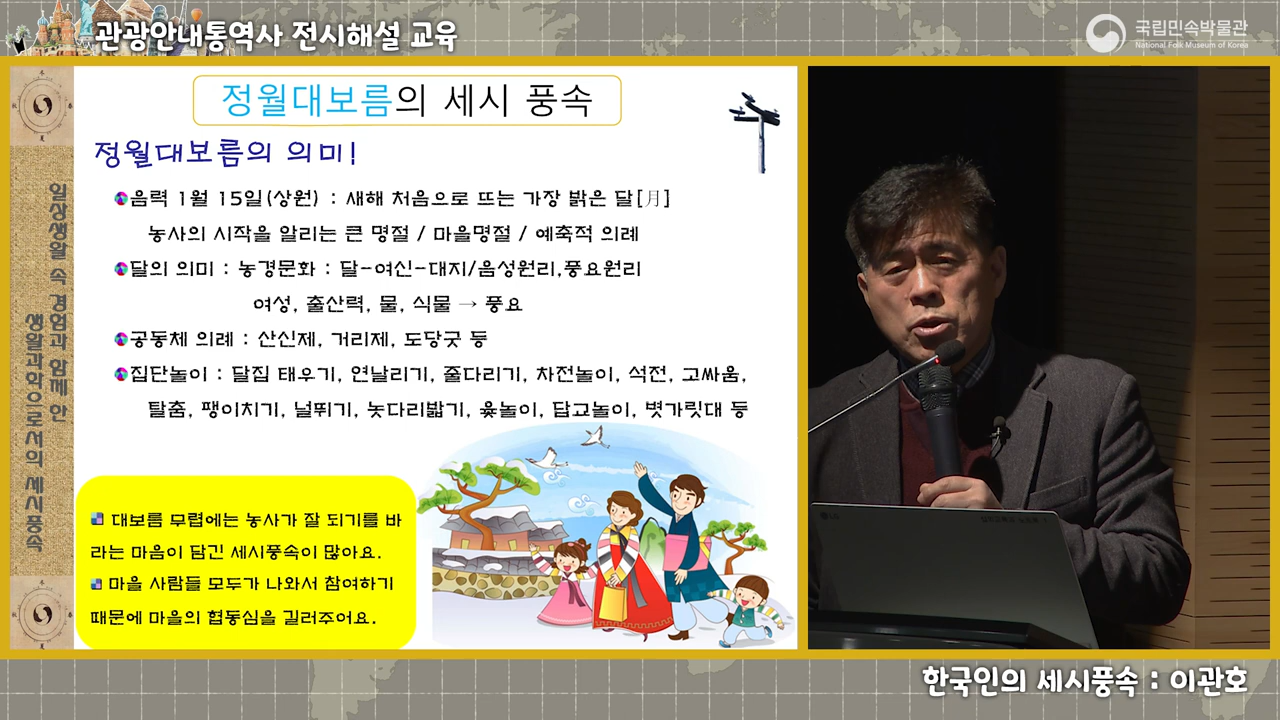 관광안내통역사 전시해설 교육
국립민속박물관
National Folk Museum of Korea
일상생활 속 경험과 함께 한
생활과학으로서의 세시풍속
정월대보름의 세시 풍속
정월대보름의 의미!
음력 1월 15일(상원) : 새해 처음으로 뜨는 가장 밝은 달[月]
농사의 시작을 알리는 큰 명절 / 마을명절 / 예축적 의례
달의 의미 : 농경문화 : 달-여신-대지/음성원리,풍요원리
여성, 출산력, 물, 식물 → 풍요
공동체 의례 : 산신제, 거리제, 도당굿 등
집단놀이 : 달집 태우기, 연날리기, 줄다리기, 차전놀이, 석전, 고싸움,
탈춤, 팽이치기, 널뛰기, 놋다리밟기, 윷놀이, 답교놀이, 볏가릿대 등
대보름 무렵에는 농사가 잘 되기를 바
라는 마음이 담긴 세시풍속이 많아요.
마을 사람들 모두가 나와서 참여하기
때문에 마을의 협동심을 길러주어요.
한국인의 세시풍속 : 이관호